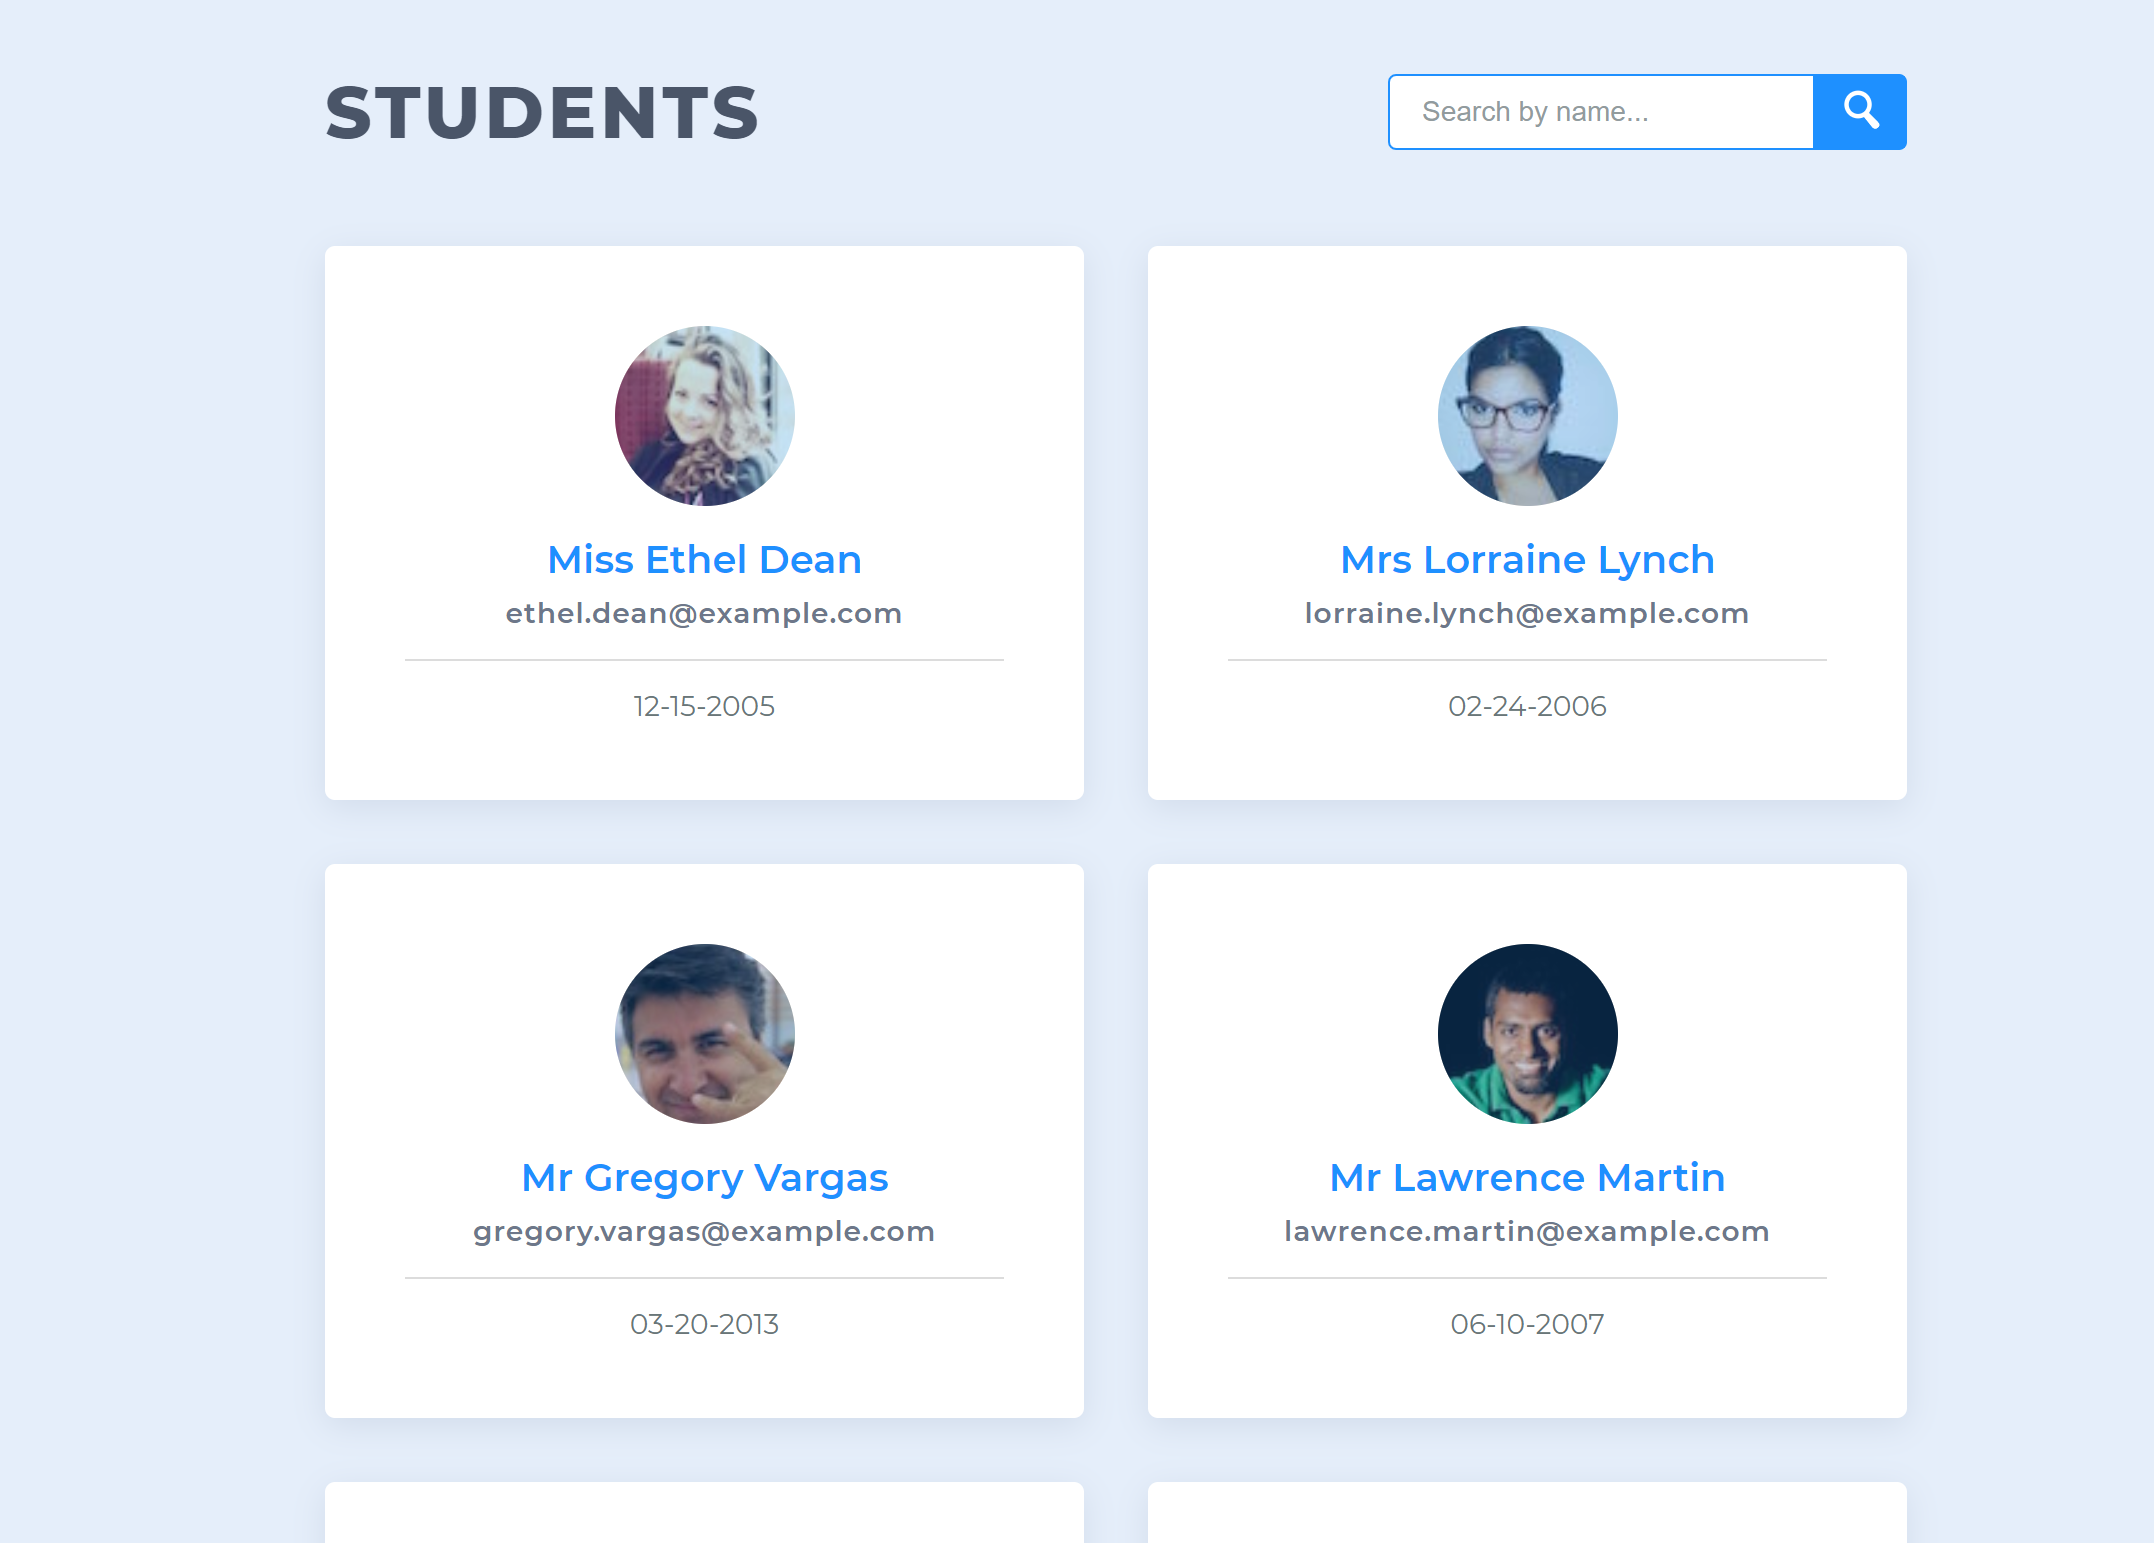 STUDENTS
Search by name...
Miss Ethel Dean
ethel.dean@example.com
12-15-2005
Mrs Lorraine Lynch
lorraine.lynch@example.com
02-24-2006
Mr Gregory Vargas
gregory.vargas@example.com
03-20-2013
Mr Lawrence Martin
lawrence.martin@example.com
06-10-2007